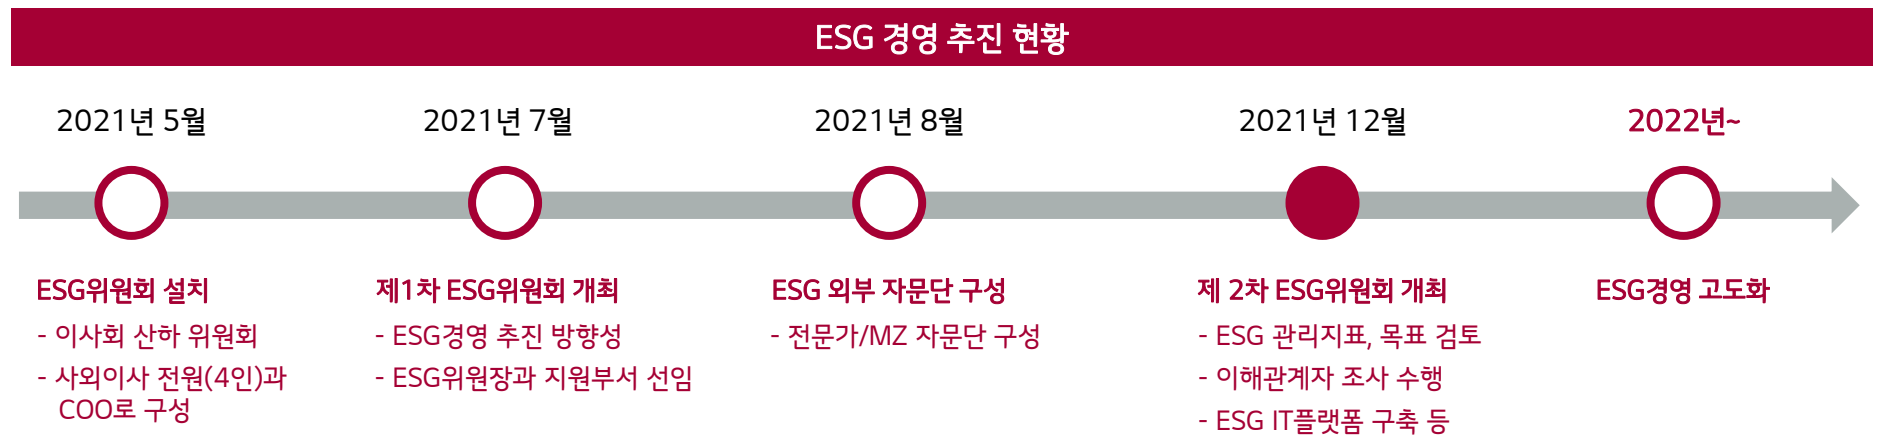 ESG 경영 추진 현황
2021년 5월
2021년 7월
2021년 8월
2021년 12월
2022년~
ESG위원회 설치
- 이사회 산하 위원회
- 사외이사 전원(4인)과
COO로 구성
제1차 ESG위원회 개최
- ESG경영 추진 방향성
- ESG위원장과 지원부서 선임
ESG 외부 자문단 구성
- 전문가/MZ 자문단 구성
제 2차 ESG위원회 개최
- ESG 관리지표, 목표 검토
- 이해관계자 조사 수행
- ESG IT플랫폼 구축 등
ESG경영 고도화